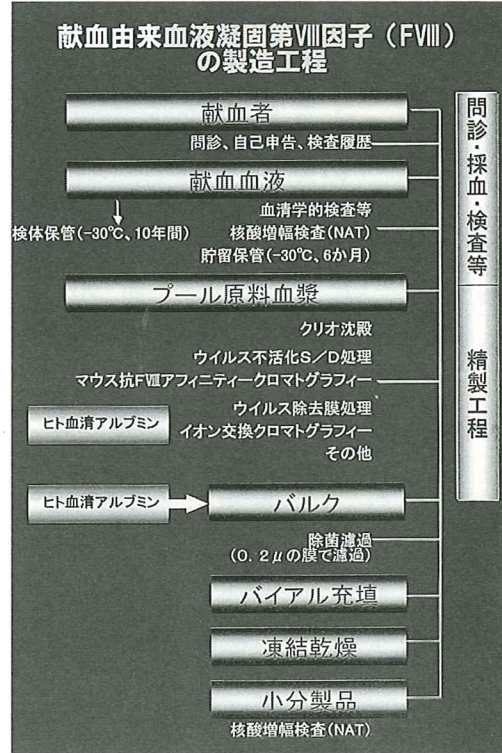 献血由来血液凝固第Ⅷ因子（FⅧ）
の製造工程
献血者
問診、自己申告、検査履歴
献血血液
血清学的検査等
検体保管(-30℃、10年間)
核酸増幅検査(NAT)
貯留保管(-30℃、6か月)
プール原料血漿
クリオ沈殿
ウイルス不活化S／D処理
マウス抗FⅧアフィニティークロマトグラフィー
ウイルス除去膜処理
ヒト血清アルブミン
イオン交換クロマトグラフィー
その他
ヒト血清アルブミン
バルク
除菌濾過
(0.2μの膜で濾過)
バイアル充填
凍結乾燥
小分製品
核酸増幅検査(NAT)
問診・採血・検査等
精製工程